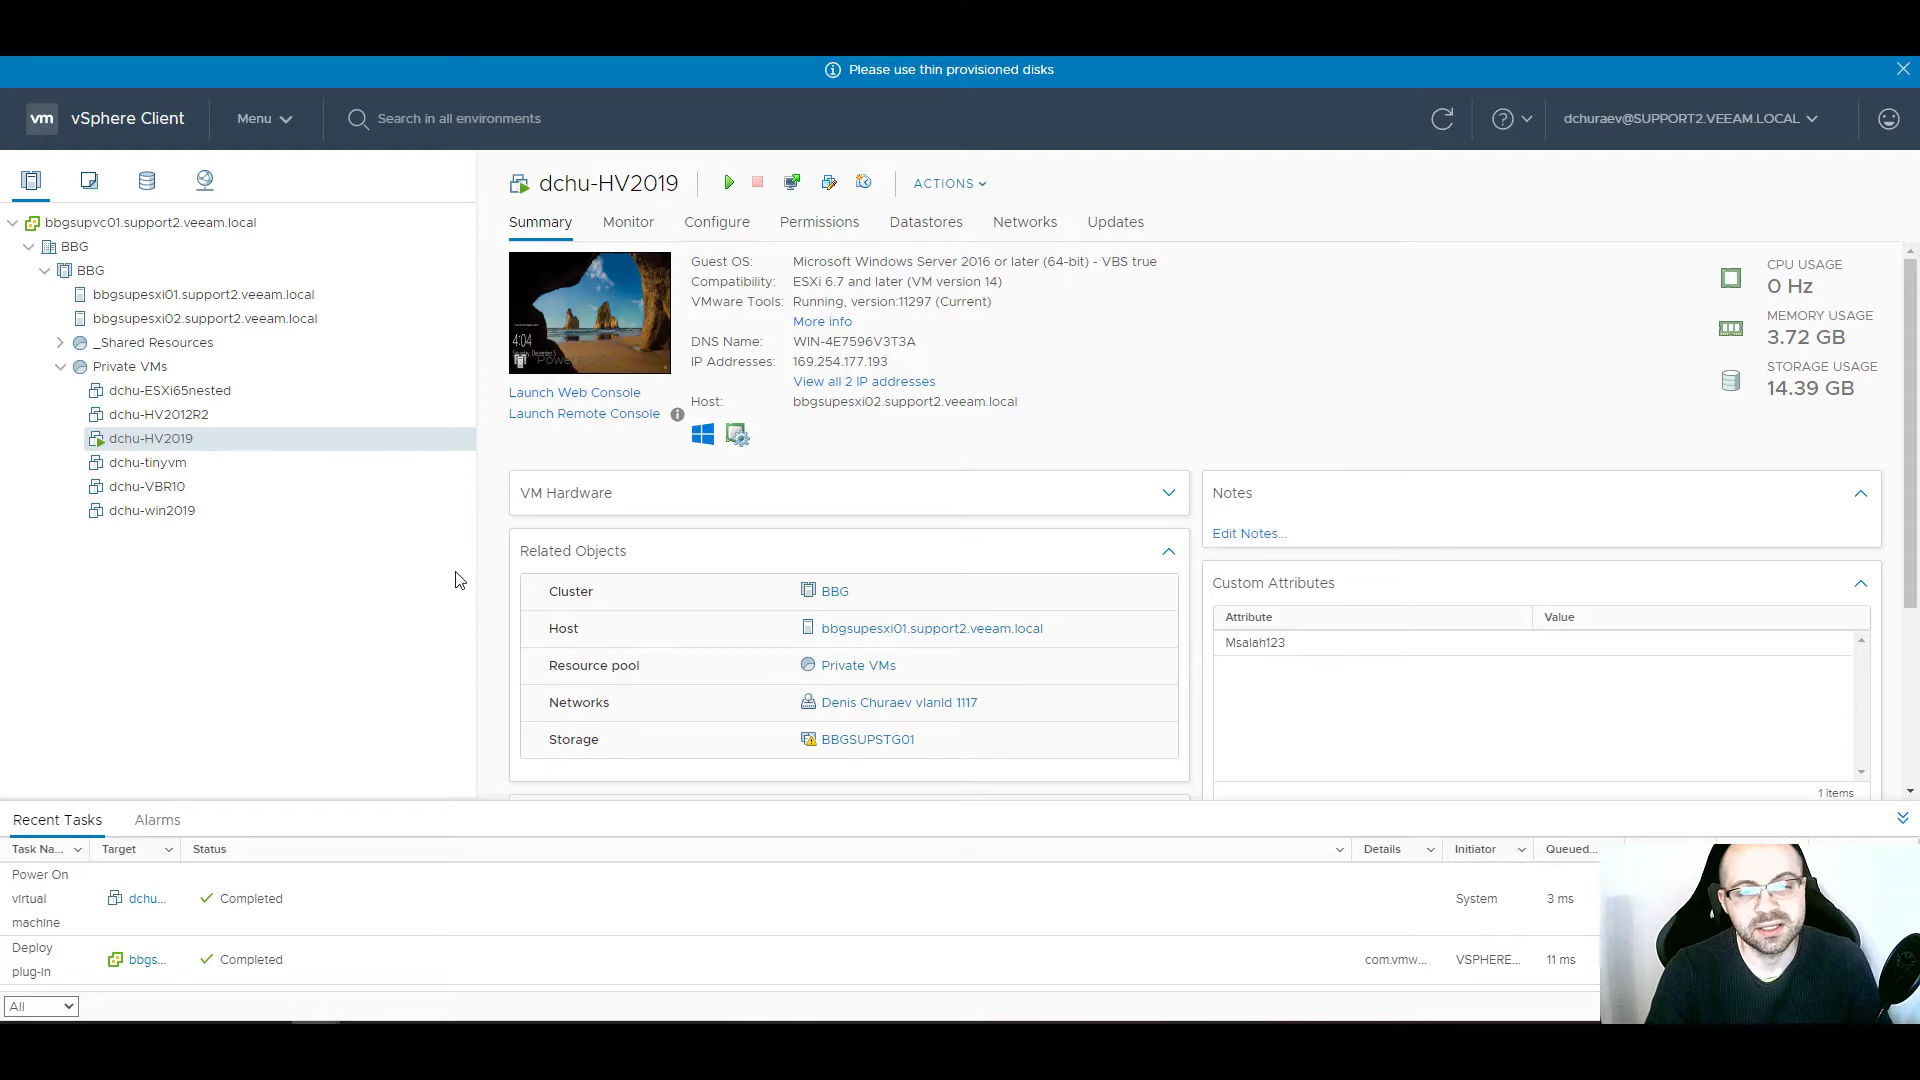 Please use thin provisioned disks
vm vSphere Client Menu Search in all environments dchuraev@SUPPORT2.VEEAM.LOCAL
bbgsupvc01.support2.veeam.local
BBG
BBG
bbgsupesxi01.support2.veeam.local
bbgsupesxi02.support2.veeam.local
_Shared Resources
Private VMs
dchu-ESXi65nested
dchu-HV2012R2
dchu-HV2019
dchu-tinyvm
dchu-VBR10
dchu-win2019
dchu-HV2019 ACTIONS
Summary Monitor Configure Permissions Datastores Networks Updates
4:04
Launch Web Console
Launch Remote Console
Guest OS: Microsoft Windows Server 2016 or later (64-bit) - VBS true
Compatibility: ESXi 6.7 and later (VM version 14)
VMware Tools: Running, version:11297 (Current)
More info
DNS Name: WIN-4E7596V3T3A
IP Addresses: 169.254.177.193
View all 2 IP addresses
Host: bbgsupesxi02.support2.veeam.local
CPU USAGE
0 Hz
MEMORY USAGE
3.72 GB
STORAGE USAGE
14.39 GB
VM Hardware
Related Objects
Cluster BBG
Host bbgsupesxi01.support2.veeam.local
Resource pool Private VMs
Networks Denis Churaev vlanid 1117
Storage BBGSUPSTG01
Notes
Edit Notes...
Custom Attributes
Attribute Value
Msalah123
1 items
Recent Tasks Alarms
Task Na... Target Status Details Initiator Queued...
Power On
virtual dchu... Completed System 3 ms
machine
Deploy
plug-in bbgs... Completed com.vmw... VSPHERE... 11 ms
All